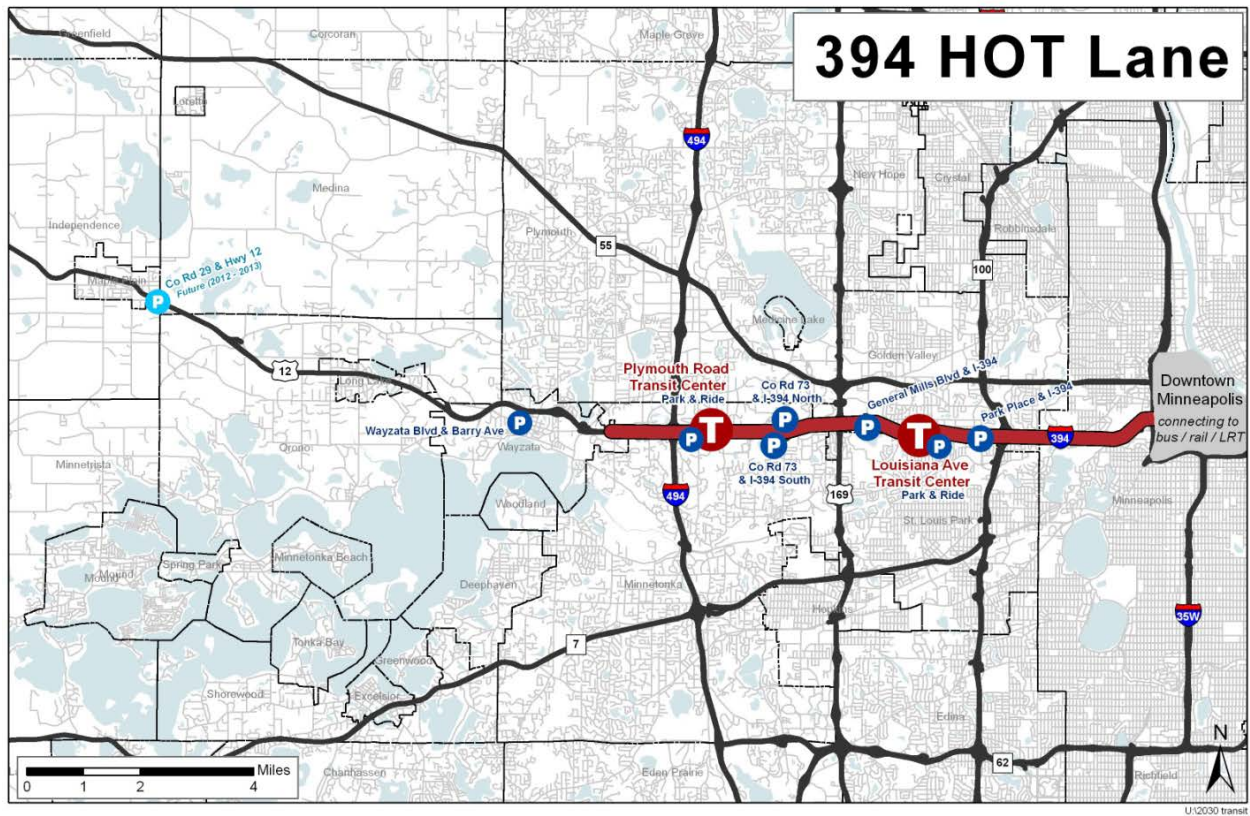 394 HOT Lane
Greenfield
Corcoran
Maple Grove
Loretto
494
Medina
New Hope
Crystal
Independence
Plymouth
Robbinsdale
55
100
Co Rd 29 & Hwy 12
Future (2012 - 2013)
Maple Plain
P
Medicine Lake
12
Long Lake
Golden Valley
Plymouth Road
Transit Center
Park & Ride
Co Rd 73
& I-394 North
General Mills Blvd & I-394
Park Place & I-394
Downtown
Minneapolis
connecting to
bus / rail / LRT
Wayzata Blvd & Barry Ave
P
Wayzata
P
T
P
P
P
T
P
P
394
Orono
Minnetrista
Co Rd 73
& I-394 South
Louisiana Ave
Transit Center
Park & Ride
494
169
Minneapolis
Woodland
St. Louis Park
Mound
Mound
Spring Park
Minnetonka Beach
Deephaven
Minnetonka
Hopkins
35W
Tonka Bay
7
Greenwood
Shorewood
Excelsior
Edina
N
62
Miles
0 1 2 4
Chanhassen
Eden Prairie
Richfield
U:\2030 transit